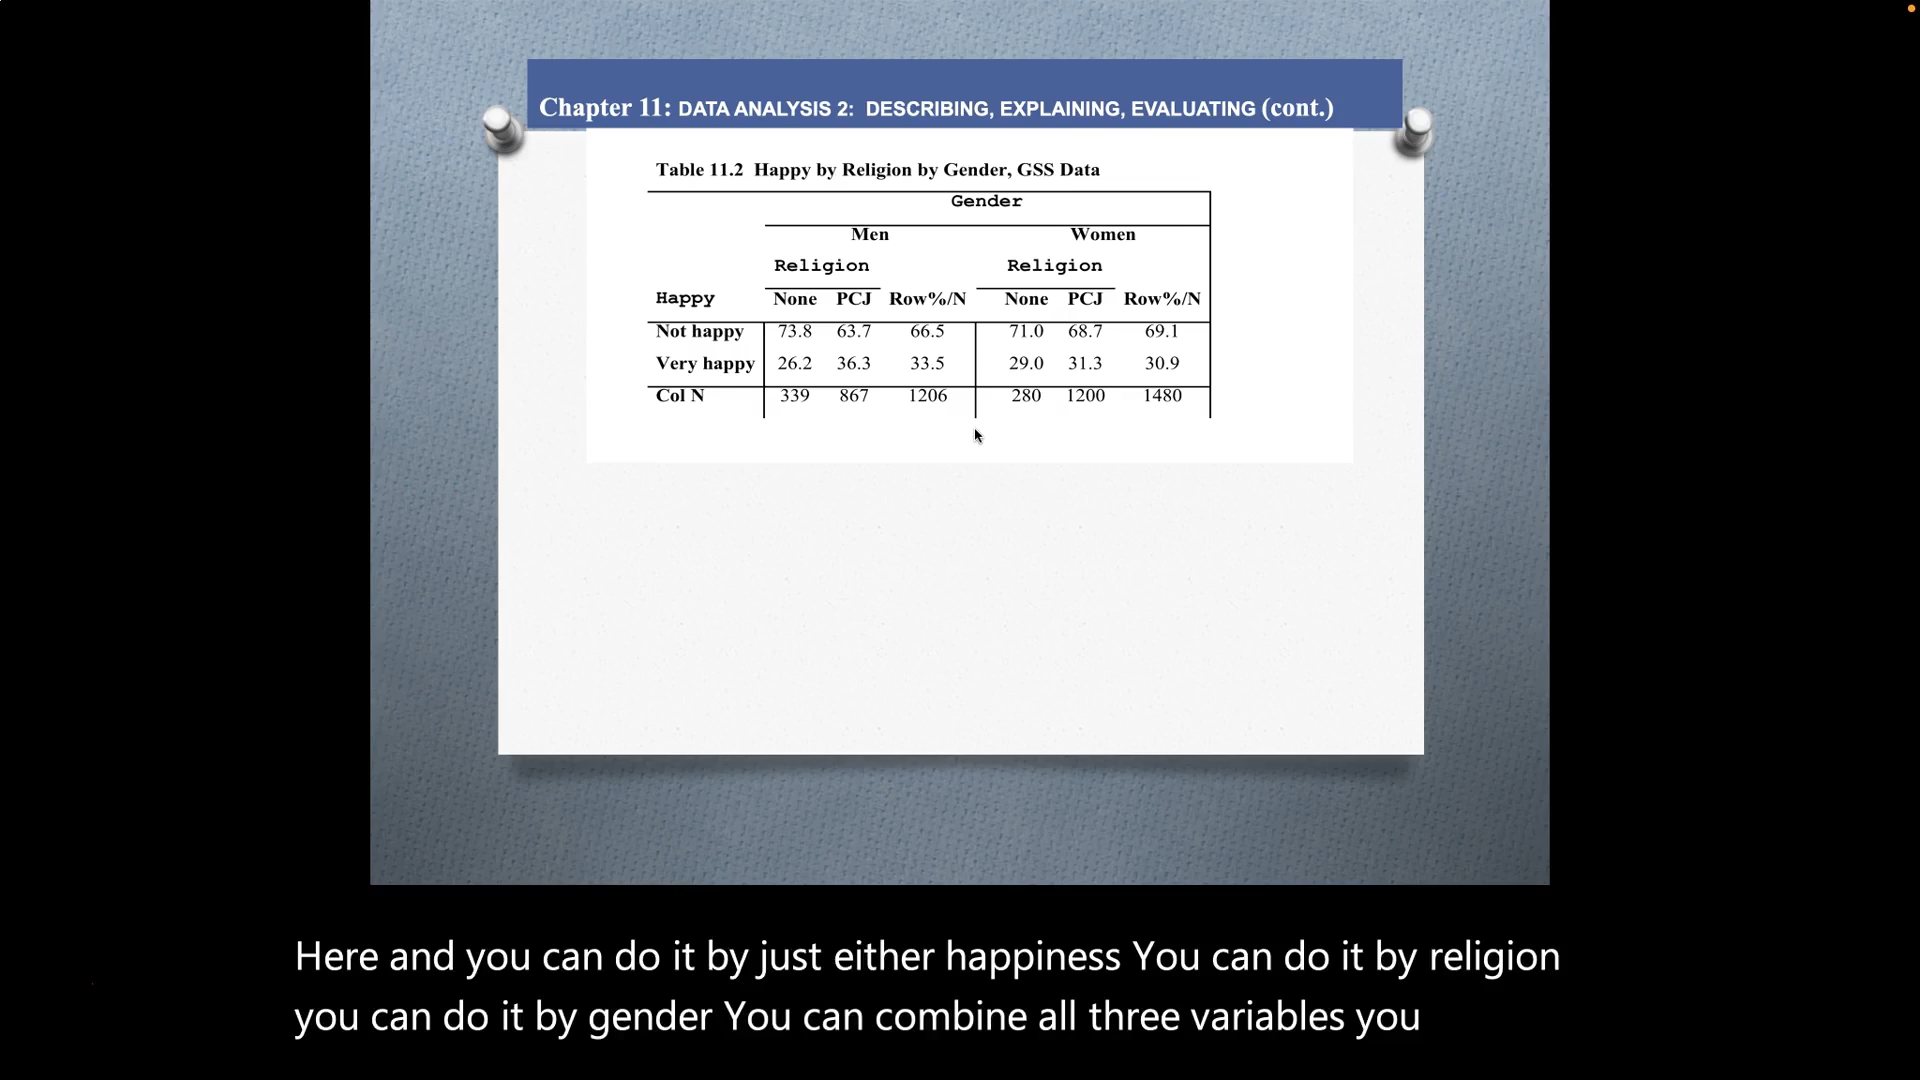 Chapter 11: DATA ANALYSIS 2: DESCRIBING, EXPLAINING, EVALUATING (cont.)
Table 11.2 Happy by Religion by Gender, GSS Data
Gender
Men Women
Religion Religion
Happy None PCJ Row%/N None PCJ Row%/N
Not happy 73.8 63.7 66.5 71.0 68.7 69.1
Very happy 26.2 36.3 33.5 29.0 31.3 30.9
Col N 339 867 1206 280 1200 1480
Here and you can do it by just either happiness You can do it by religion
you can do it by gender You can combine all three variables you